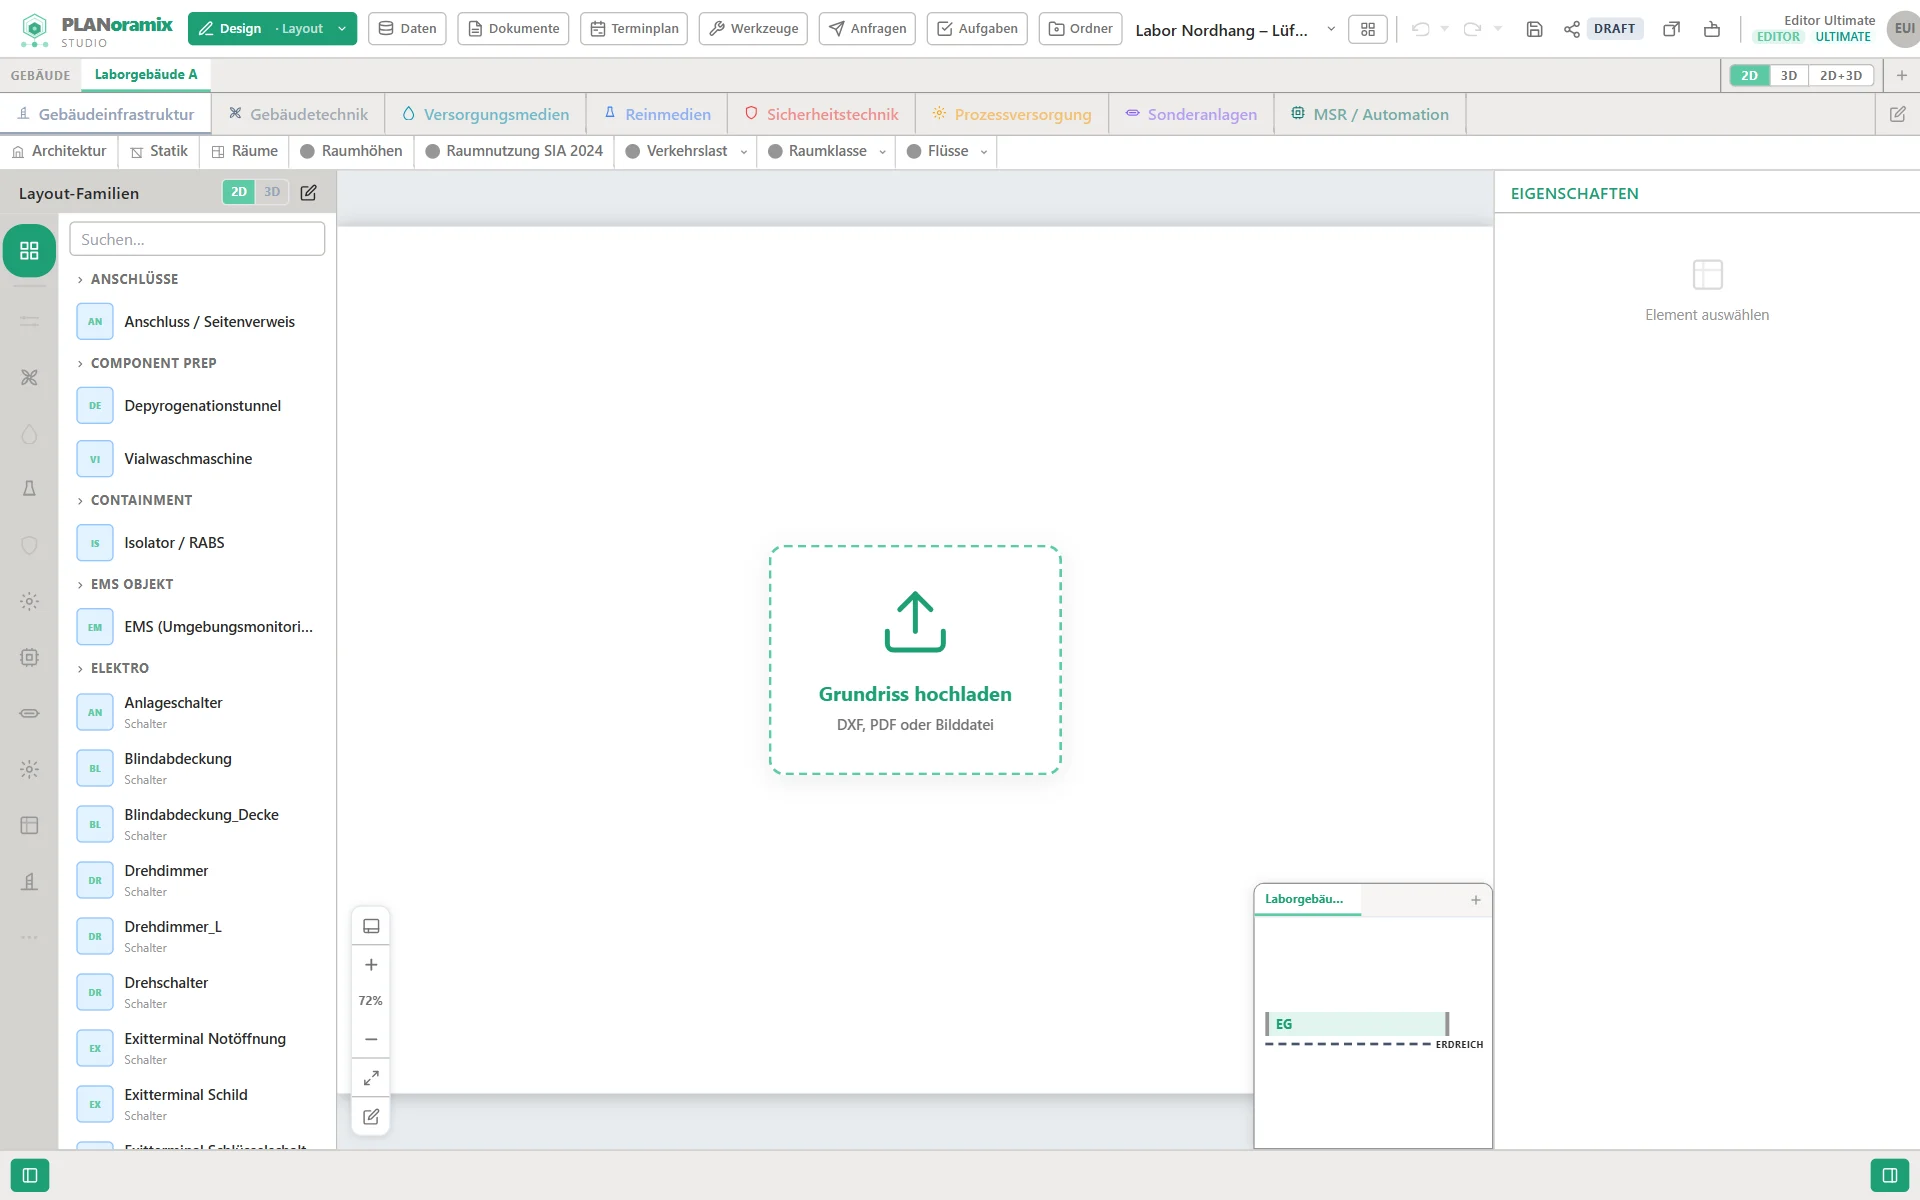 PLANoramix
STUDIO
Design · Layout
Daten
Dokumente
Terminplan
Werkzeuge
Anfragen
Aufgaben
Ordner
Labor Nordhang – Lüf...
DRAFT
Editor Ultimate
EDITOR ULTIMATE
EUI
GEBÄUDE
Laborgebäude A
2D
3D
2D+3D
Gebäudeinfrastruktur
Gebäudetechnik
Versorgungsmedien
Reinmedien
Sicherheitstechnik
Prozessversorgung
Sonderanlagen
MSR / Automation
Architektur
Statik
Räume
Raumhöhen
Raumnutzung SIA 2024
Verkehrslast
Raumklasse
Flüsse
Layout-Familien
2D
3D
Suchen...
ANSCHLÜSSE
AN
Anschluss / Seitenverweis
COMPONENT PREP
DE
Depyrogenationstunnel
VI
Vialwaschmaschine
CONTAINMENT
IS
Isolator / RABS
EMS OBJEKT
EM
EMS (Umgebungsmonitori...
ELEKTRO
AN
Anlageschalter
Schalter
BL
Blindabdeckung
Schalter
BL
Blindabdeckung_Decke
Schalter
DR
Drehdimmer
Schalter
DR
Drehdimmer_L
Schalter
DR
Drehschalter
Schalter
EX
Exitterminal Notöffnung
Schalter
EX
Exitterminal Schild
Schalter
Grundriss hochladen
DXF, PDF oder Bilddatei
72%
Laborgebäu...
EG
ERDREICH
EIGENSCHAFTEN
Element auswählen